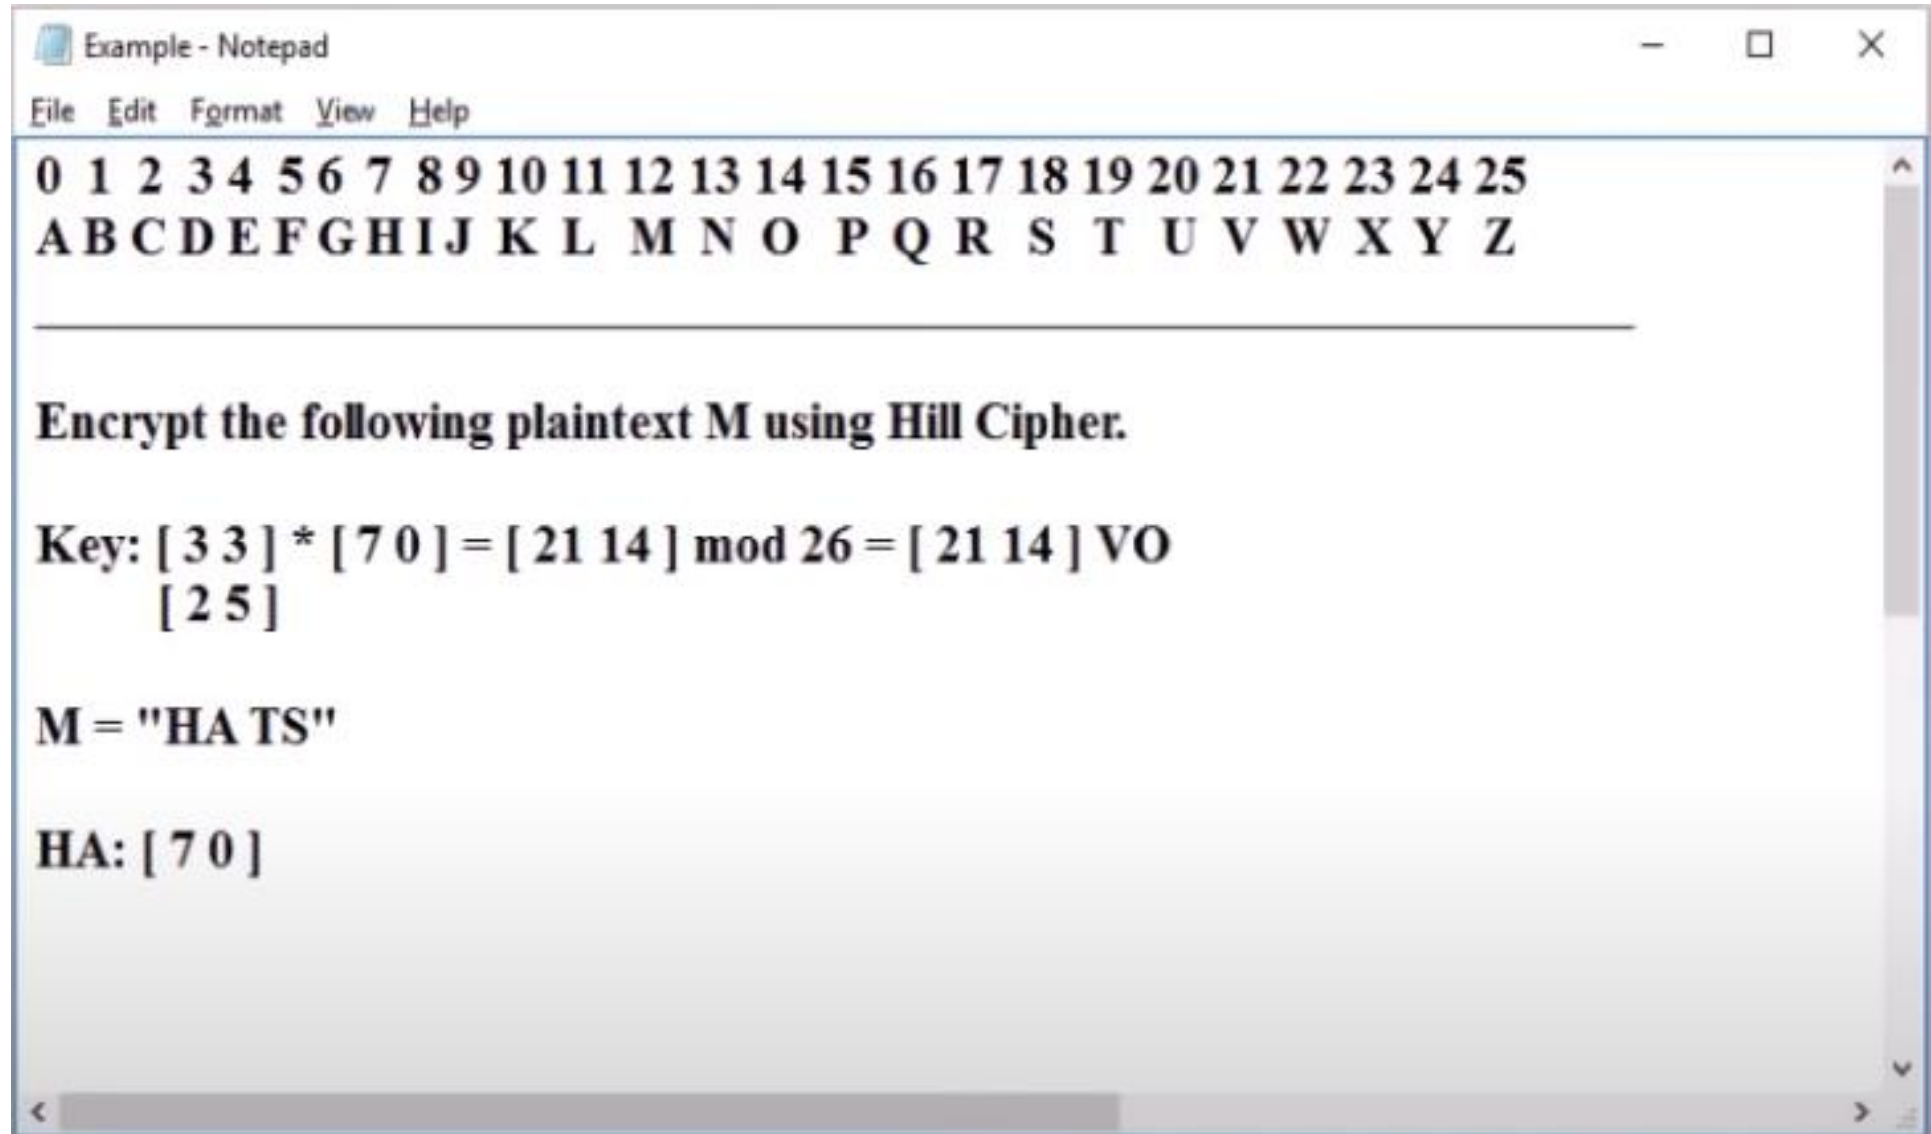 Example - Notepad
File Edit Format View Help
0 1 2 3 4 5 6 7 8 9 10 11 12 13 14 15 16 17 18 19 20 21 22 23 24 25
A B C D E F G H I J K L M N O P Q R S T U V W X Y Z
Encrypt the following plaintext M using Hill Cipher.
Key: [ 3 3 ] * [ 7 0 ] = [ 21 14 ] mod 26 = [ 21 14 ] VO
[ 2 5 ]
M = "HA TS"
HA: [ 7 0 ]